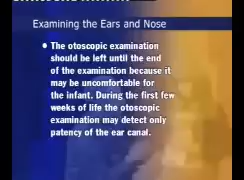 Examining the Ears and Nose
• The otoscopic examination
should be left until the end
of the examination because it
may be uncomfortable for
the infant. During the first few
weeks of life the otoscopic
examination may detect only
patency of the ear canal.